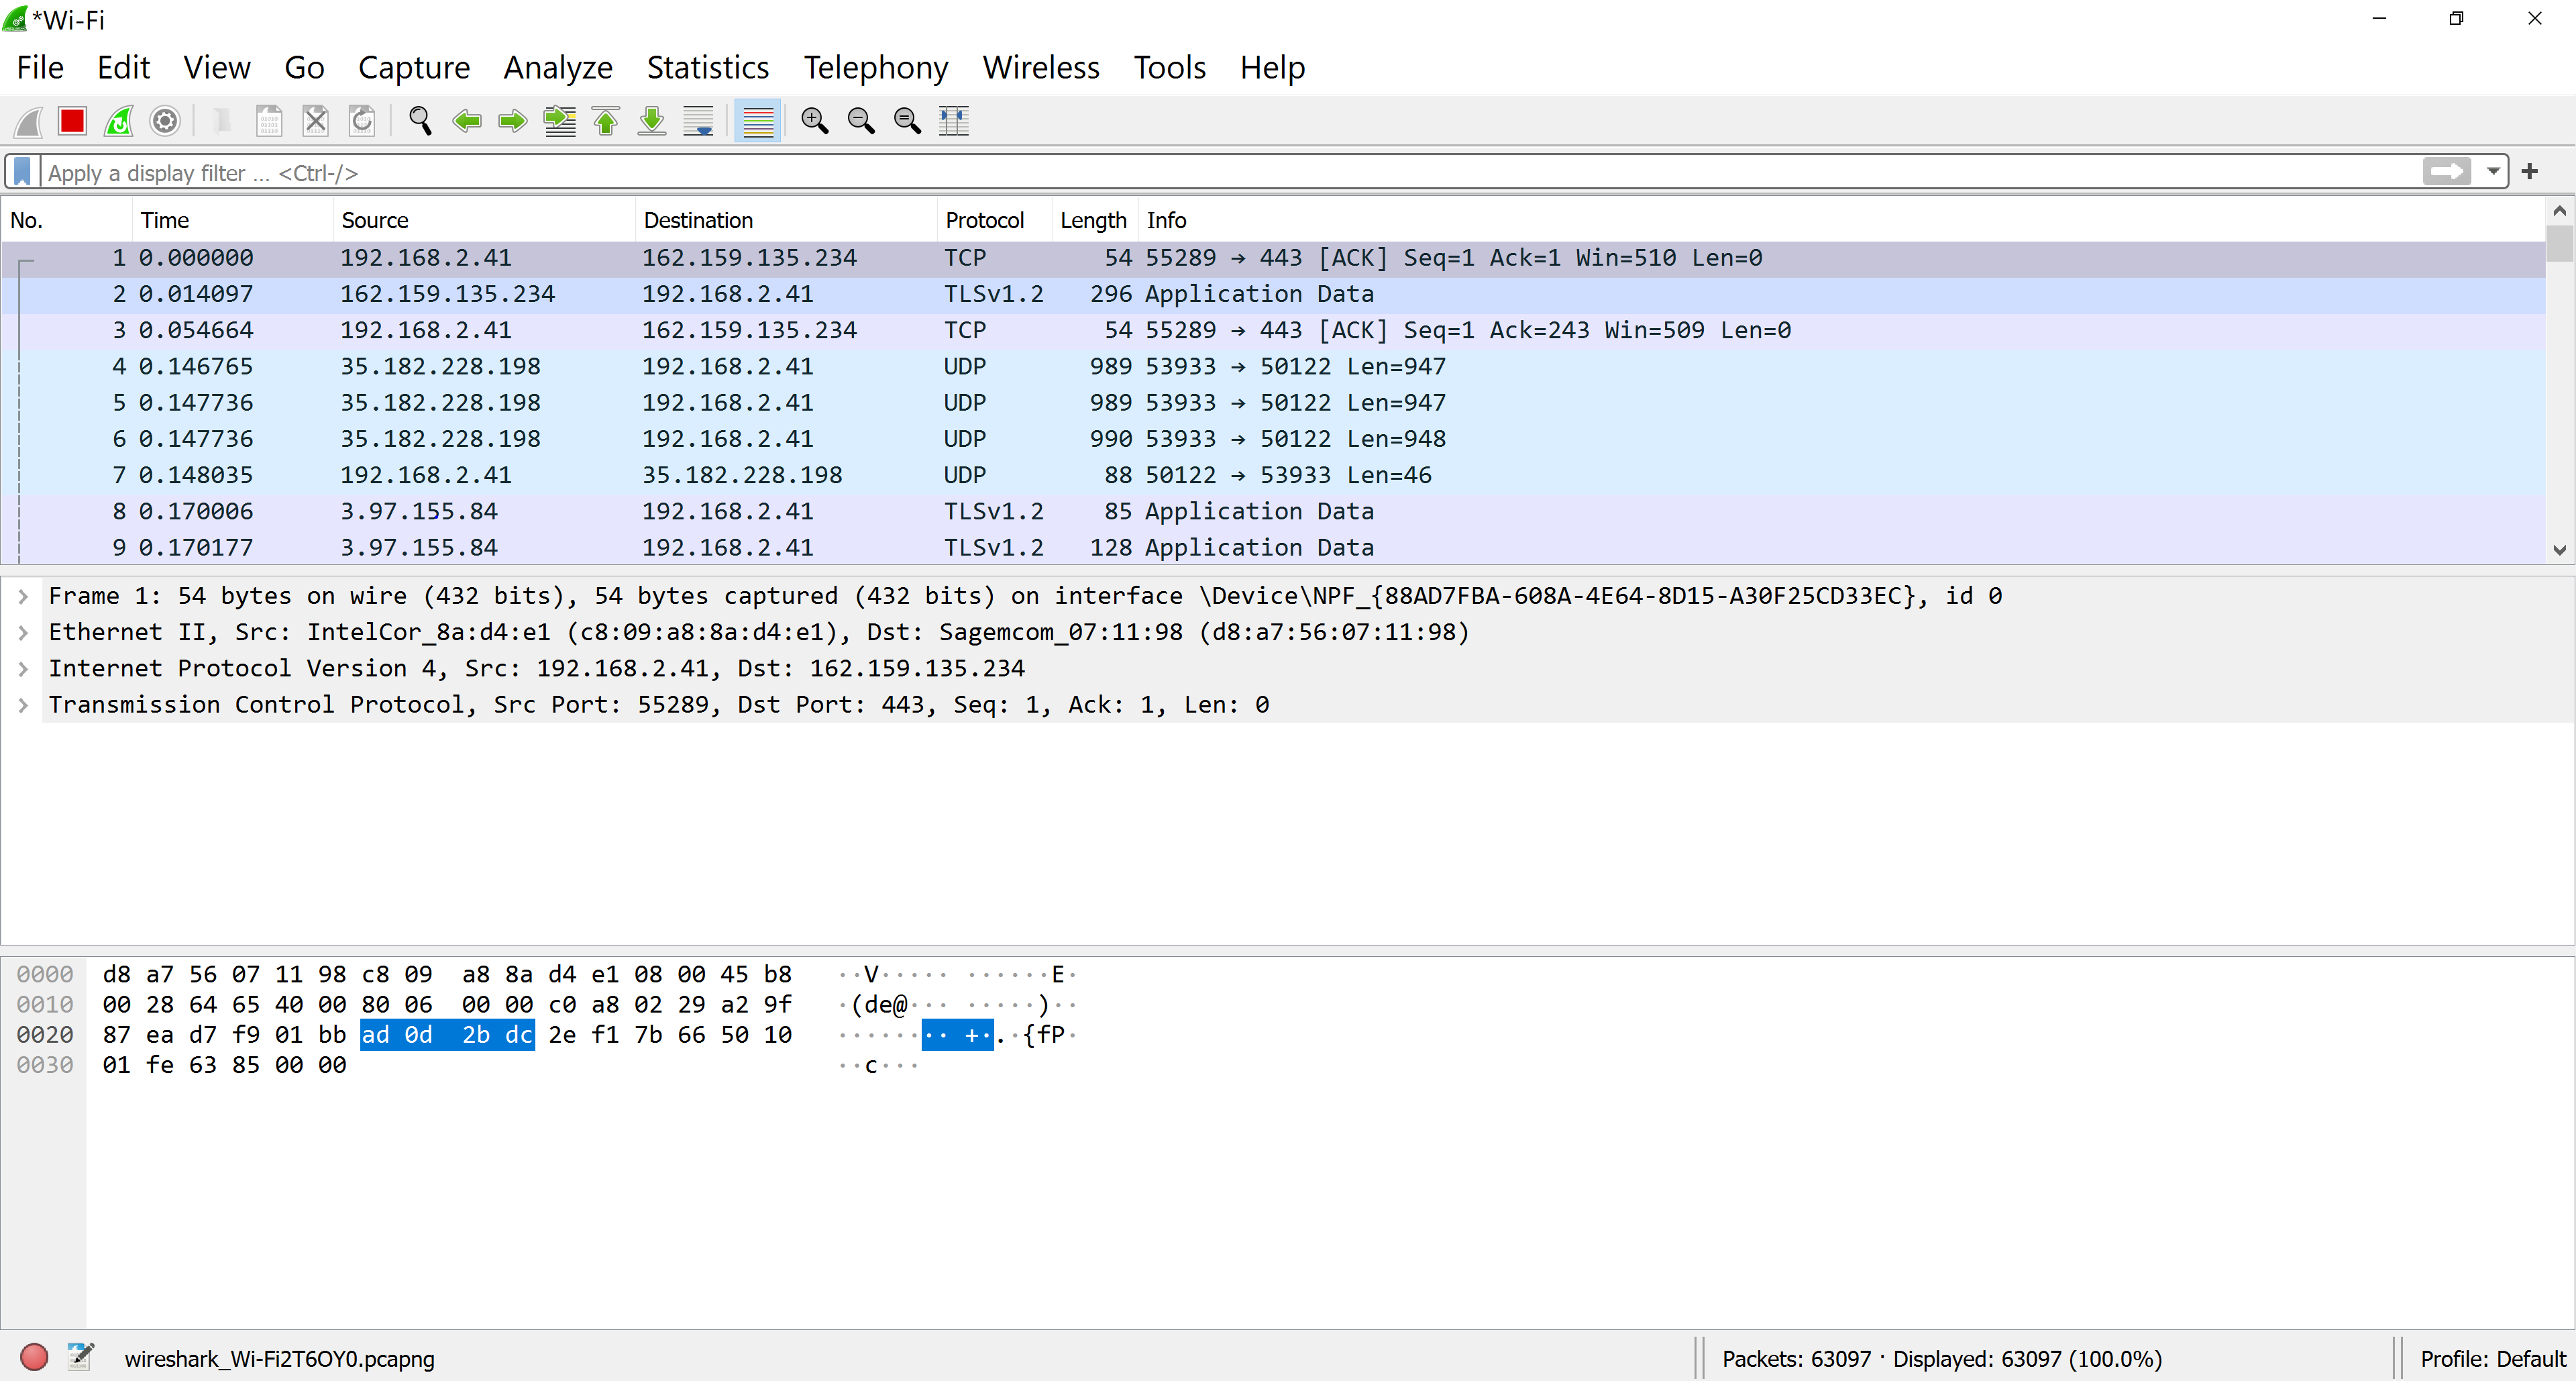 *Wi-Fi
File Edit View Go Capture Analyze Statistics Telephony Wireless Tools Help
Apply a display filter ... <Ctrl-/>
No. Time Source Destination Protocol Length Info
1 0.000000 192.168.2.41 162.159.135.234 TCP 54 55289 → 443 [ACK] Seq=1 Ack=1 Win=510 Len=0
2 0.014097 162.159.135.234 192.168.2.41 TLSv1.2 296 Application Data
3 0.054664 192.168.2.41 162.159.135.234 TCP 54 55289 → 443 [ACK] Seq=1 Ack=243 Win=509 Len=0
4 0.146765 35.182.228.198 192.168.2.41 UDP 989 53933 → 50122 Len=947
5 0.147736 35.182.228.198 192.168.2.41 UDP 989 53933 → 50122 Len=947
6 0.147736 35.182.228.198 192.168.2.41 UDP 990 53933 → 50122 Len=948
7 0.148035 192.168.2.41 35.182.228.198 UDP 88 50122 → 53933 Len=46
8 0.170006 3.97.155.84 192.168.2.41 TLSv1.2 85 Application Data
9 0.170177 3.97.155.84 192.168.2.41 TLSv1.2 128 Application Data
Frame 1: 54 bytes on wire (432 bits), 54 bytes captured (432 bits) on interface \Device\NPF_{88AD7FBA-608A-4E64-8D15-A30F25CD33EC}, id 0
Ethernet II, Src: IntelCor_8a:d4:e1 (c8:09:a8:8a:d4:e1), Dst: Sagemcom_07:11:98 (d8:a7:56:07:11:98)
Internet Protocol Version 4, Src: 192.168.2.41, Dst: 162.159.135.234
Transmission Control Protocol, Src Port: 55289, Dst Port: 443, Seq: 1, Ack: 1, Len: 0
0000 d8 a7 56 07 11 98 c8 09 a8 8a d4 e1 08 00 45 b8 ··V····· ······E·
0010 00 28 64 65 40 00 80 06 00 00 c0 a8 02 29 a2 9f ·(de@··· ·····)··
0020 87 ea d7 f9 01 bb ad 0d 2b dc 2e f1 7b 66 50 10 ········ +·.·{fP·
0030 01 fe 63 85 00 00 ··c···
wireshark_Wi-Fi2T6OY0.pcapng Packets: 63097 · Displayed: 63097 (100.0%) Profile: Default